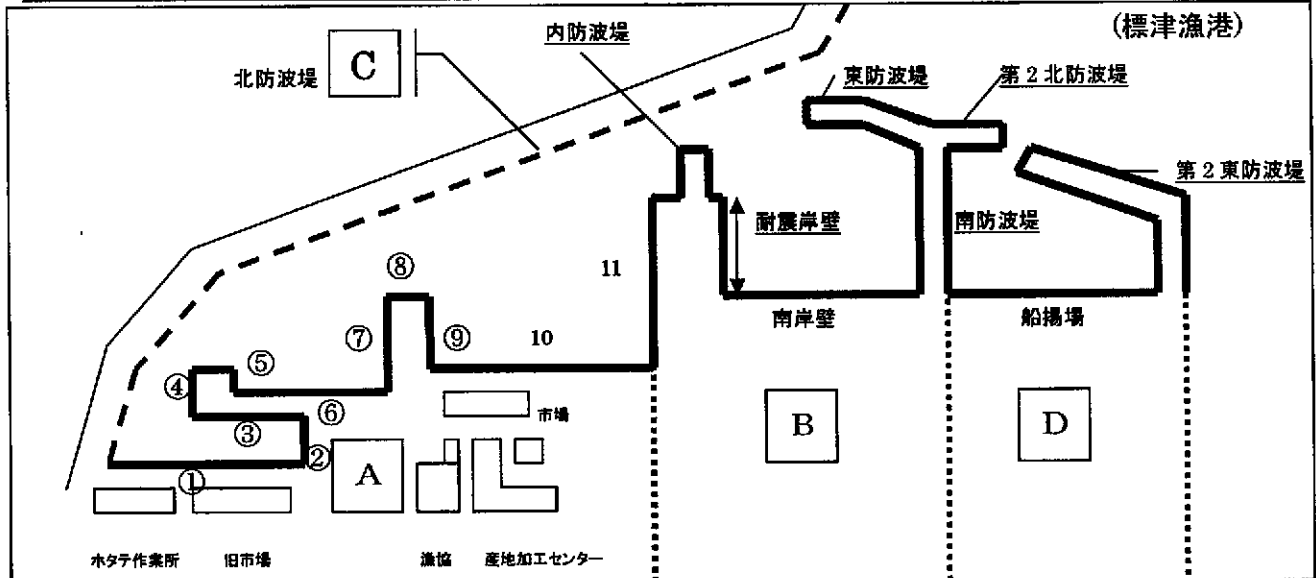 (標津漁港)
内防波堤
北防波堤
C
東防波堤
第2北防波堤
第2東防波堤
耐震岸壁
南防波堤
⑧
11
南岸壁
船揚場
⑦
⑨
10
⑤
④
⑥
市場
③
B
D
②
A
①
ホタテ作業所
旧市場
漁協
産地加工センター